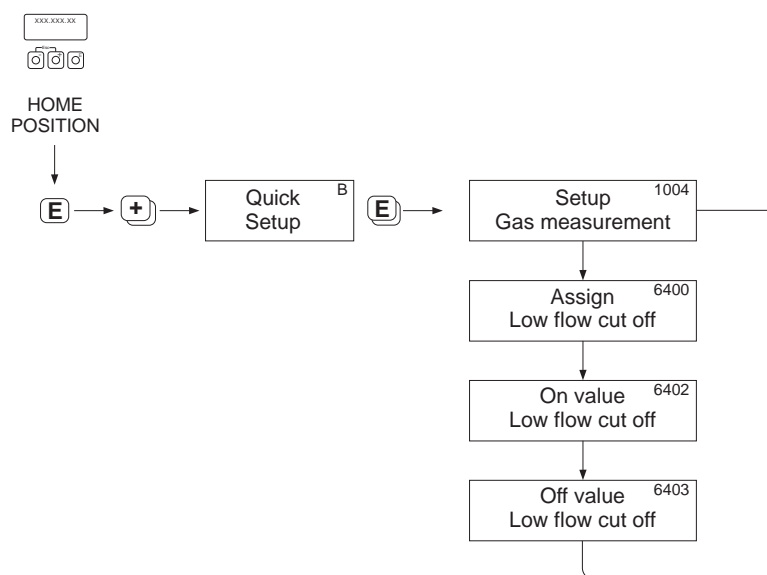 xxx.xxx.xx
Esc
- + E
HOME
POSITION
E
+
Quick
Setup
B
E
Setup
Gas measurement
1004
Assign
Low flow cut off
6400
On value
Low flow cut off
6402
Off value
Low flow cut off
6403